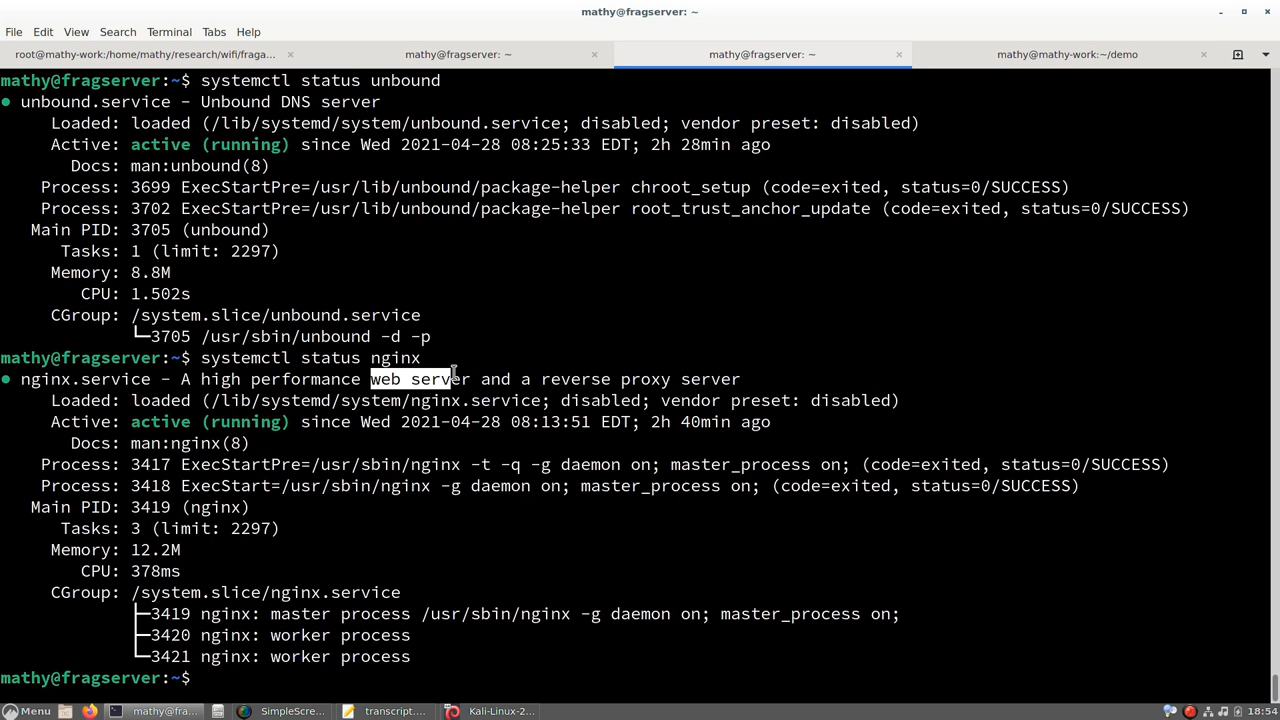 mathy@fragserver: ~
File Edit View Search Terminal Tabs Help
root@mathy-work:/home/mathy/research/wifi/fraga... mathy@fragserver: ~ mathy@fragserver: ~ mathy@mathy-work:~/demo
mathy@fragserver:~$ systemctl status unbound
● unbound.service - Unbound DNS server
Loaded: loaded (/lib/systemd/system/unbound.service; disabled; vendor preset: disabled)
Active: active (running) since Wed 2021-04-28 08:25:33 EDT; 2h 28min ago
Docs: man:unbound(8)
Process: 3699 ExecStartPre=/usr/lib/unbound/package-helper chroot_setup (code=exited, status=0/SUCCESS)
Process: 3702 ExecStartPre=/usr/lib/unbound/package-helper root_trust_anchor_update (code=exited, status=0/SUCCESS)
Main PID: 3705 (unbound)
Tasks: 1 (limit: 2297)
Memory: 8.8M
CPU: 1.502s
CGroup: /system.slice/unbound.service
└─3705 /usr/sbin/unbound -d -p
mathy@fragserver:~$ systemctl status nginx
● nginx.service - A high performance web server and a reverse proxy server
Loaded: loaded (/lib/systemd/system/nginx.service; disabled; vendor preset: disabled)
Active: active (running) since Wed 2021-04-28 08:13:51 EDT; 2h 40min ago
Docs: man:nginx(8)
Process: 3417 ExecStartPre=/usr/sbin/nginx -t -q -g daemon on; master_process on; (code=exited, status=0/SUCCESS)
Process: 3418 ExecStart=/usr/sbin/nginx -g daemon on; master_process on; (code=exited, status=0/SUCCESS)
Main PID: 3419 (nginx)
Tasks: 3 (limit: 2297)
Memory: 12.2M
CPU: 378ms
CGroup: /system.slice/nginx.service
├─3419 nginx: master process /usr/sbin/nginx -g daemon on; master_process on;
├─3420 nginx: worker process
└─3421 nginx: worker process
mathy@fragserver:~$
Menu mathy@fra... SimpleScre... transcript.... Kali-Linux-2... 18:54